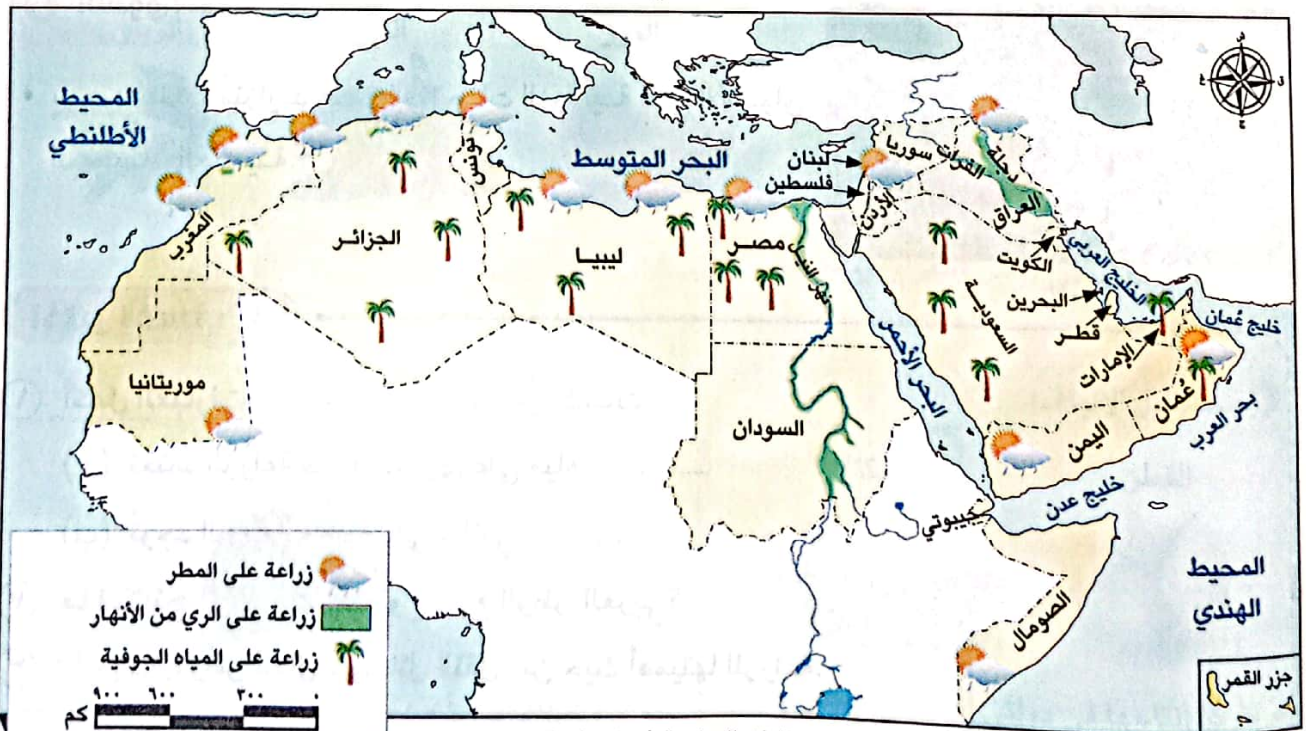 المحيط
الأطلنطي
البحر المتوسط
لبنان
فلسطين
سوريا
الفرات
دجلة
العراق
الأردن
الكويت
الخليج العربي
البحرين
قطر
الإمارات
خليج عُمان
عُمان
بحر العرب
السعودية
اليمن
خليج عدن
البحر الأحمر
تونس
المغرب
الجزائر
ليبيا
مصر
نهر النيل
موريتانيا
السودان
جيبوتي
الصومال
المحيط
الهندي
جزر القمر
زراعة على المطر
زراعة على الري من الأنهار
زراعة على المياه الجوفية
٩٠٠ ٦٠٠ ٣٠٠ ٠
كم